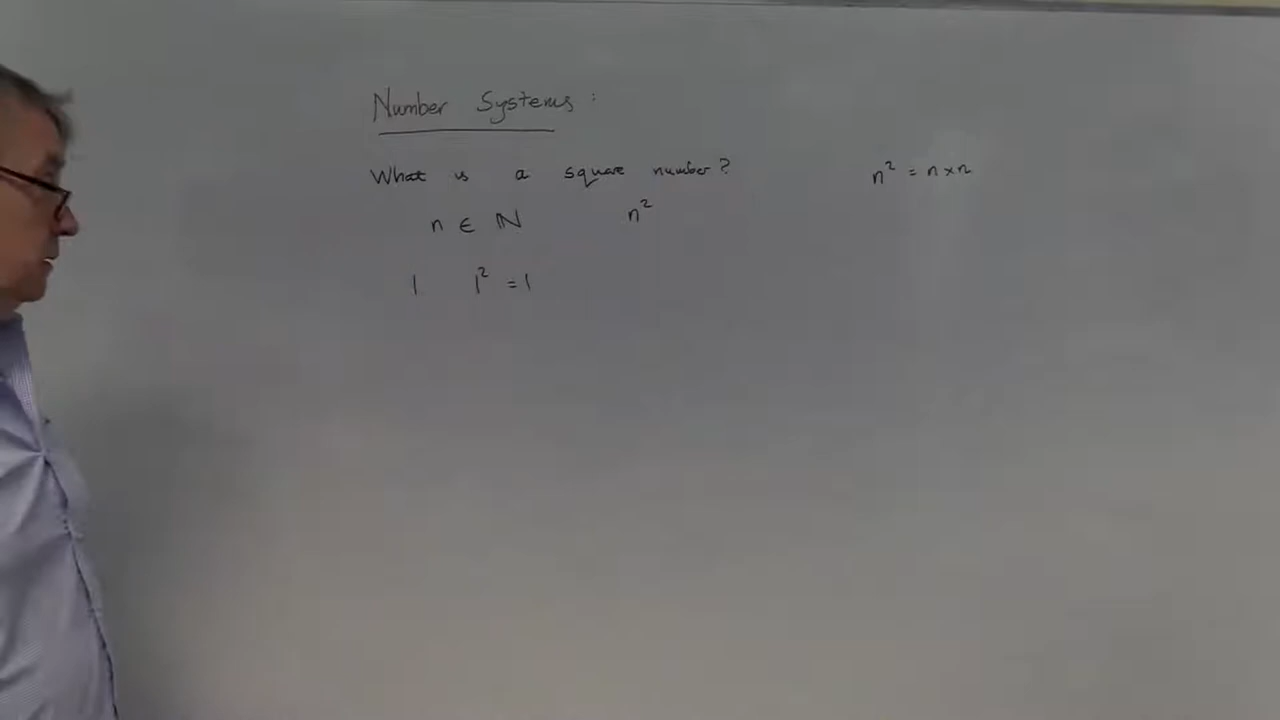 Number Systems :
What is a square number? n² = n × n
n ∈ ℕ n²
1 1² = 1